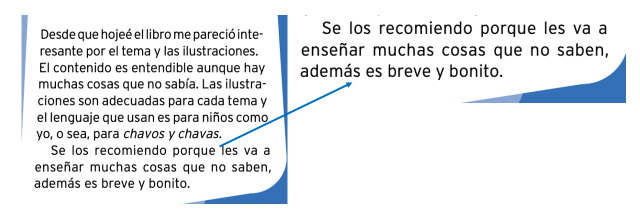 Desde que hojeé el libro me pareció inte-
resante por el tema y las ilustraciones.
El contenido es entendible aunque hay
muchas cosas que no sabía. Las ilustra-
ciones son adecuadas para cada tema y
el lenguaje que usan es para niños como
yo, o sea, para chavos y chavas.
Se los recomiendo porque les va a
enseñar muchas cosas que no saben,
además es breve y bonito.
Se los recomiendo porque les va a
enseñar muchas cosas que no saben,
además es breve y bonito.